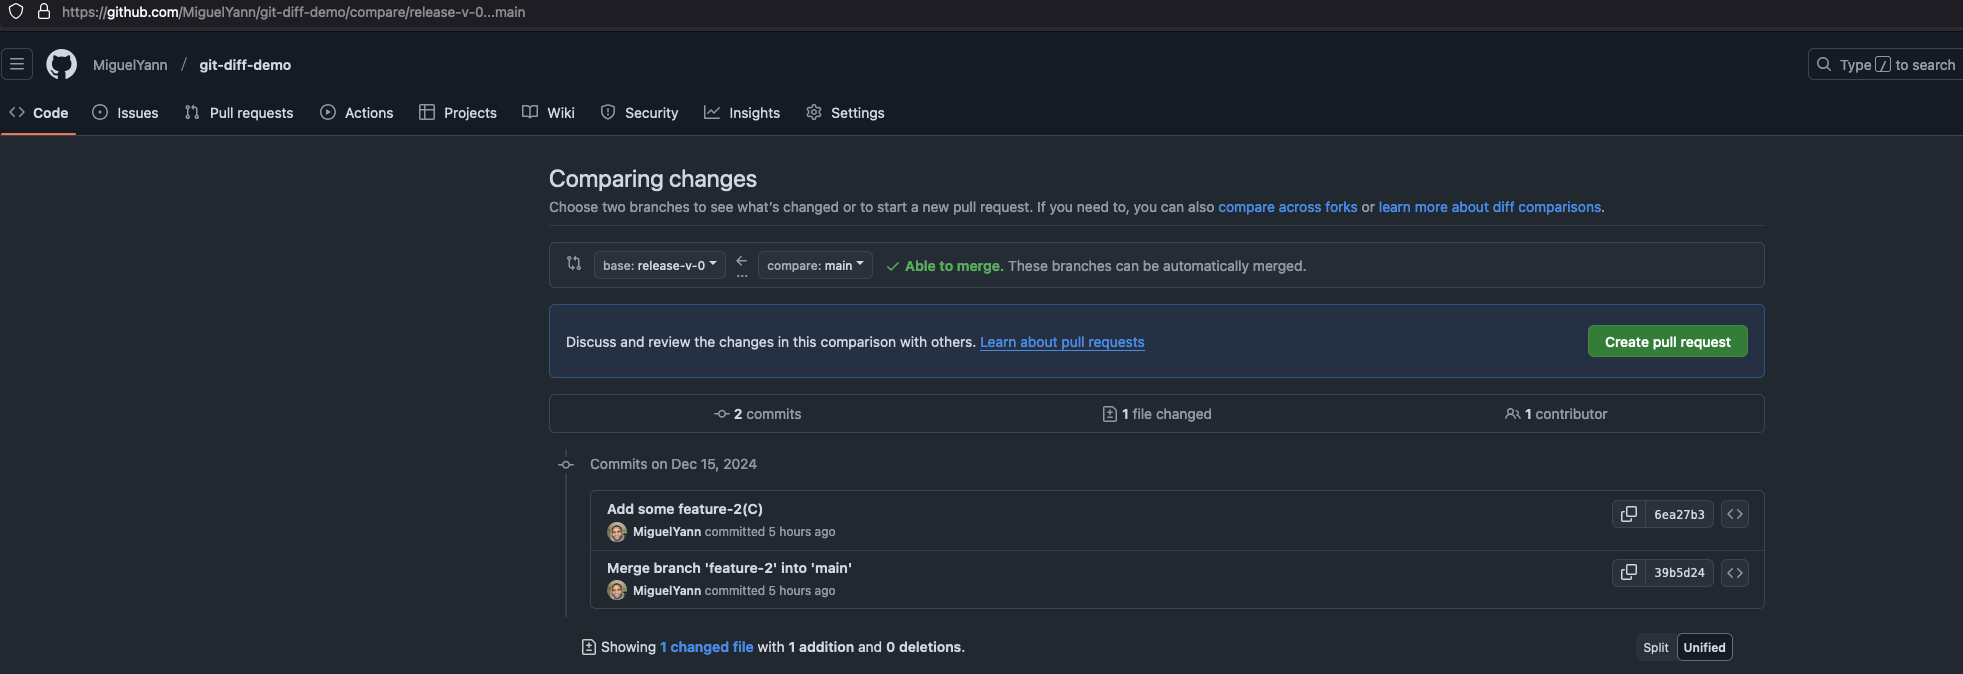 https://github.com/MiguelYann/git-diff-demo/compare/release-v-0...main
MiguelYann / git-diff-demo
Type / to search
Code Issues Pull requests Actions Projects Wiki Security Insights Settings
Comparing changes
Choose two branches to see what's changed or to start a new pull request. If you need to, you can also compare across forks or learn more about diff comparisons.
base: release-v-0 ... compare: main Able to merge. These branches can be automatically merged.
Discuss and review the changes in this comparison with others. Learn about pull requests Create pull request
2 commits 1 file changed 1 contributor
Commits on Dec 15, 2024
Add some feature-2(C)
6ea27b3
MiguelYann committed 5 hours ago
Merge branch 'feature-2' into 'main'
39b5d24
MiguelYann committed 5 hours ago
Showing 1 changed file with 1 addition and 0 deletions. Split Unified